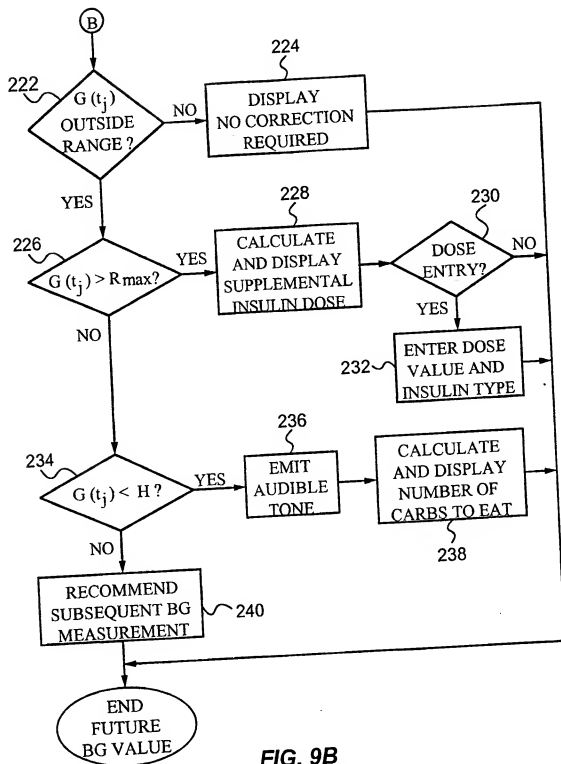 B
222
G(tj)
OUTSIDE
RANGE?
NO
YES
224
DISPLAY
NO CORRECTION
REQUIRED
226
G(tj)>Rmax?
YES
NO
228
CALCULATE
AND DISPLAY
SUPPLEMENTAL
INSULIN DOSE
230
DOSE
ENTRY?
NO
YES
232
ENTER DOSE
VALUE AND
INSULIN TYPE
234
G(tj)< H ?
YES
NO
236
EMIT
AUDIBLE
TONE
CALCULATE
AND DISPLAY
NUMBER OF
CARBS TO EAT
238
RECOMMEND
SUBSEQUENT BG
MEASUREMENT
240
END
FUTURE
BG VALUE
FIG. 9B